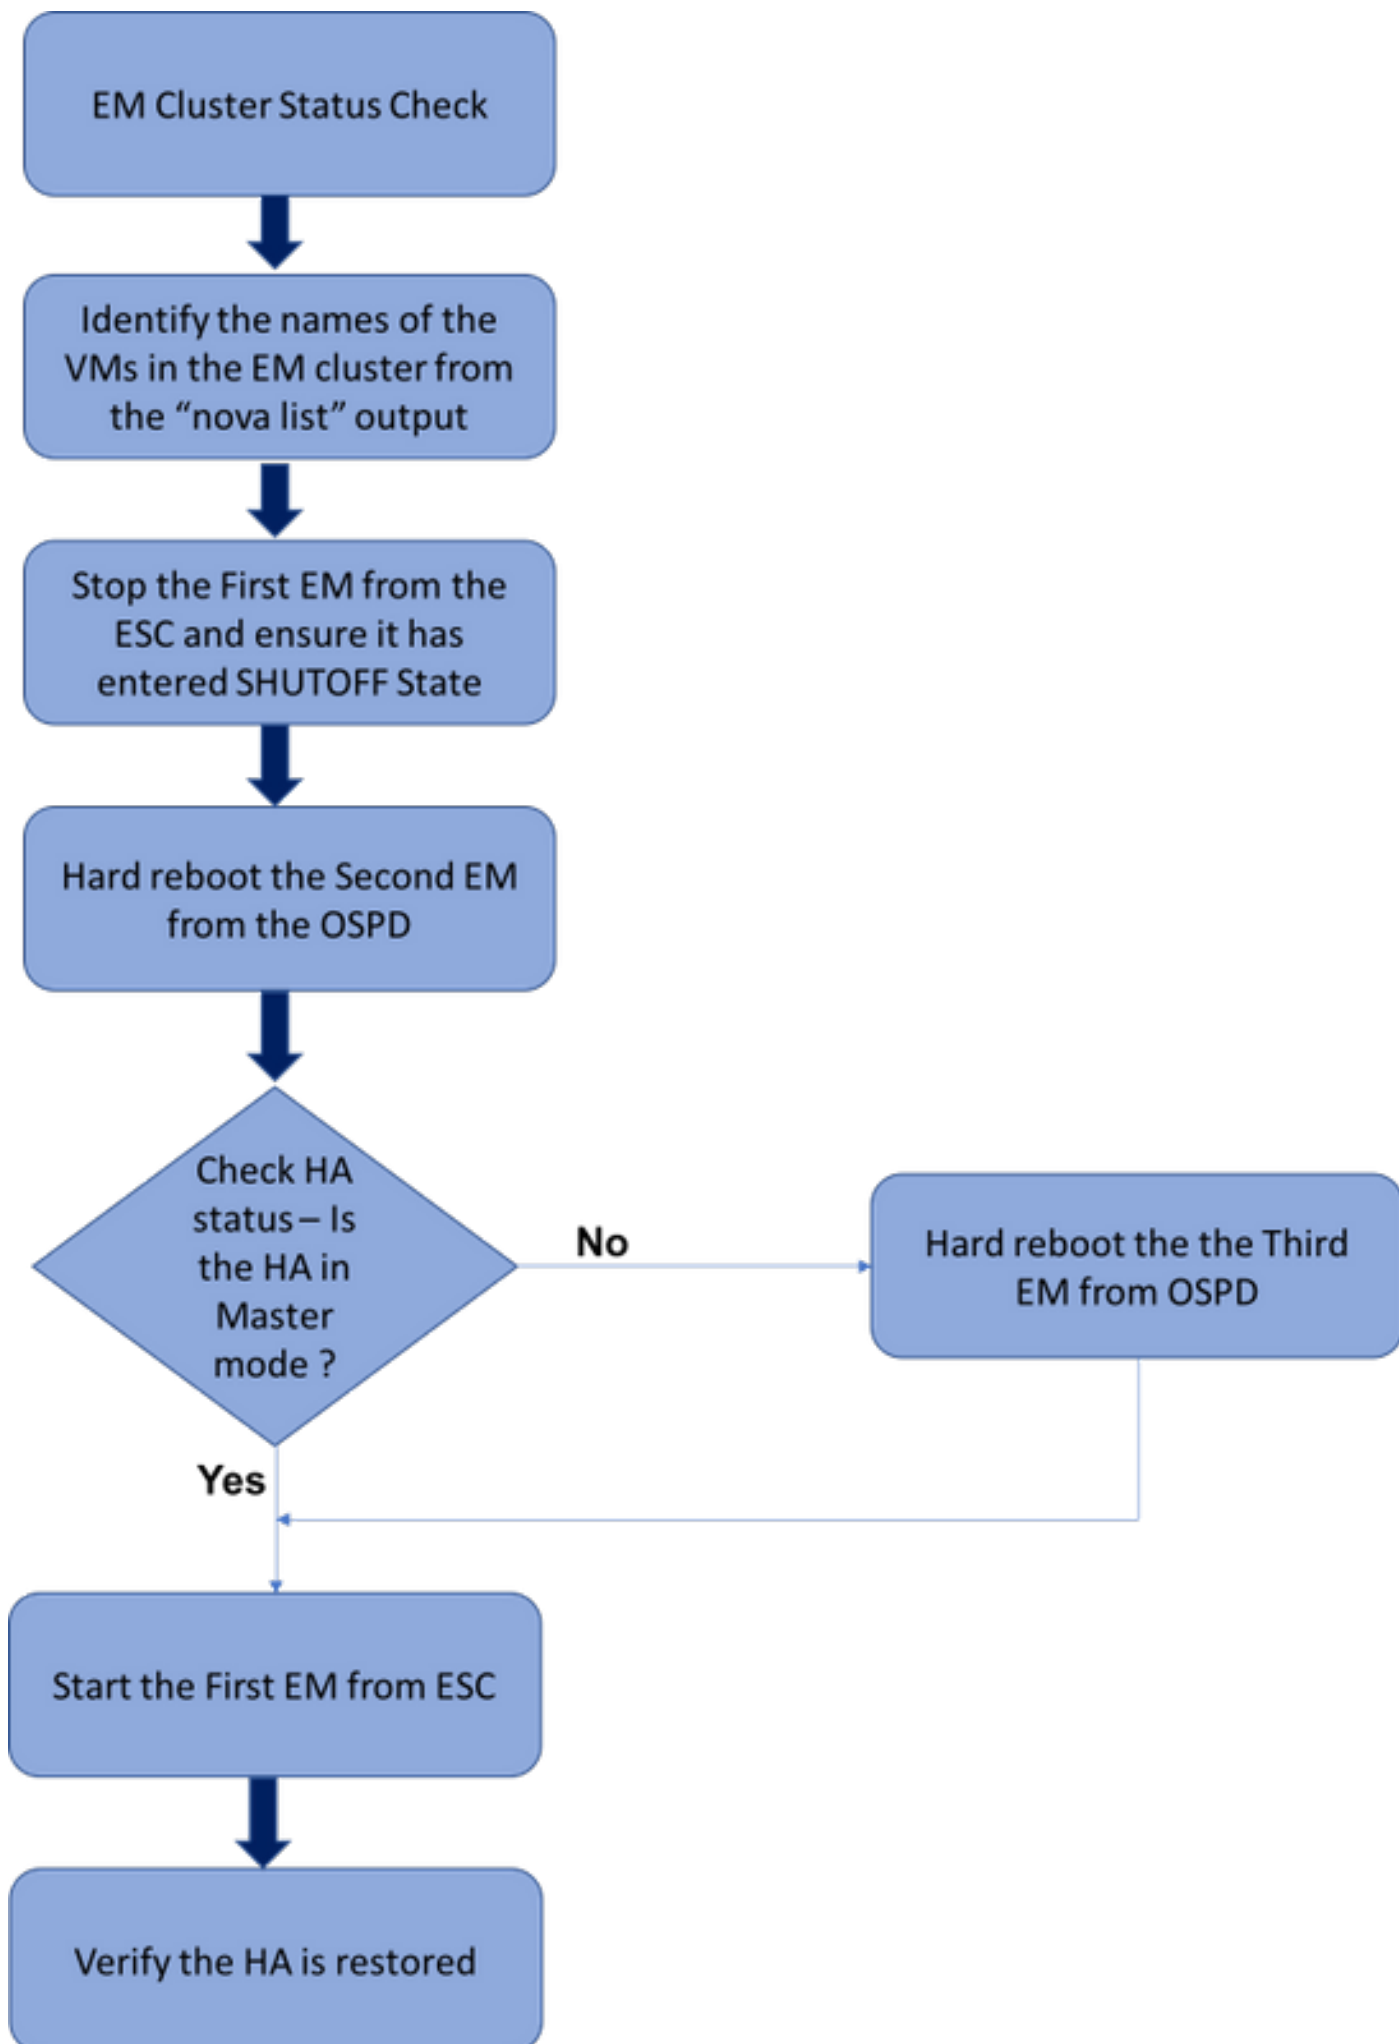 EM Cluster Status Check
Identify the names of the
VMs in the EM cluster from
the “nova list” output
Stop the First EM from the
ESC and ensure it has
entered SHUTOFF State
Hard reboot the Second EM
from the OSPD
Check HA
status – Is
the HA in
Master
mode ?
No
Hard reboot the the Third
EM from OSPD
Yes
Start the First EM from ESC
Verify the HA is restored